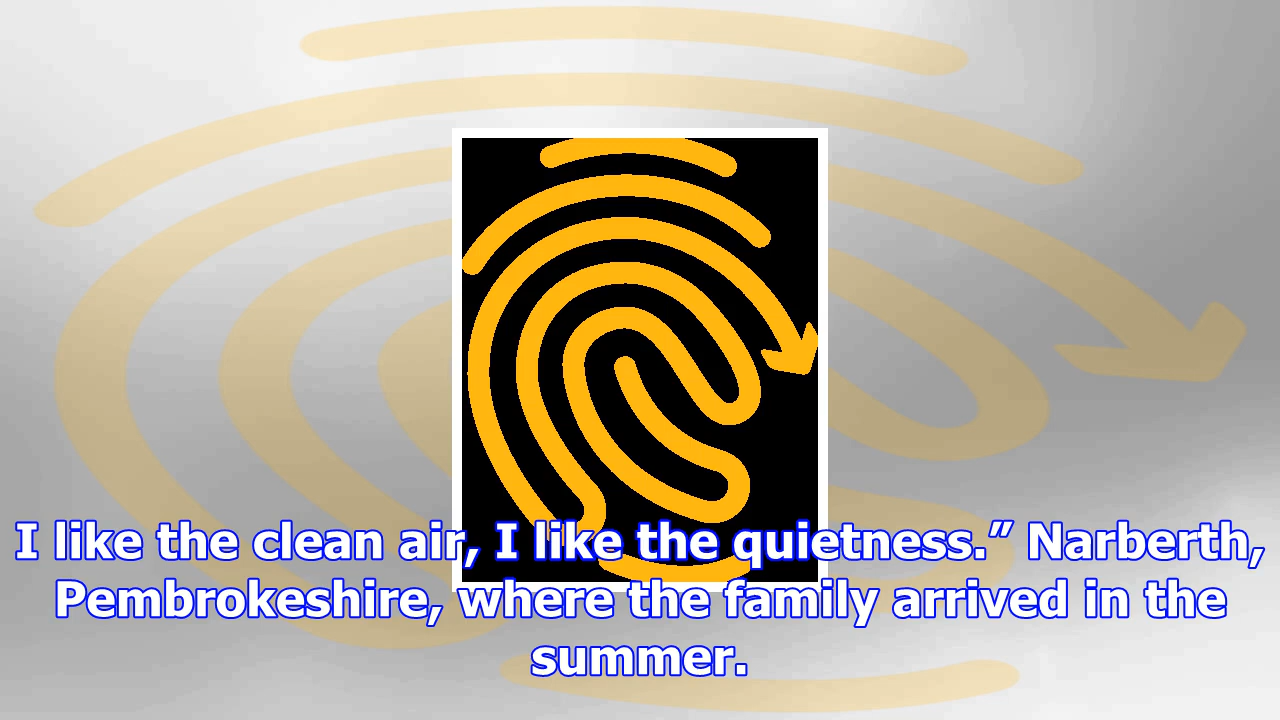 I like the clean air, I like the quietness.” Narberth,
Pembrokeshire, where the family arrived in the
summer.